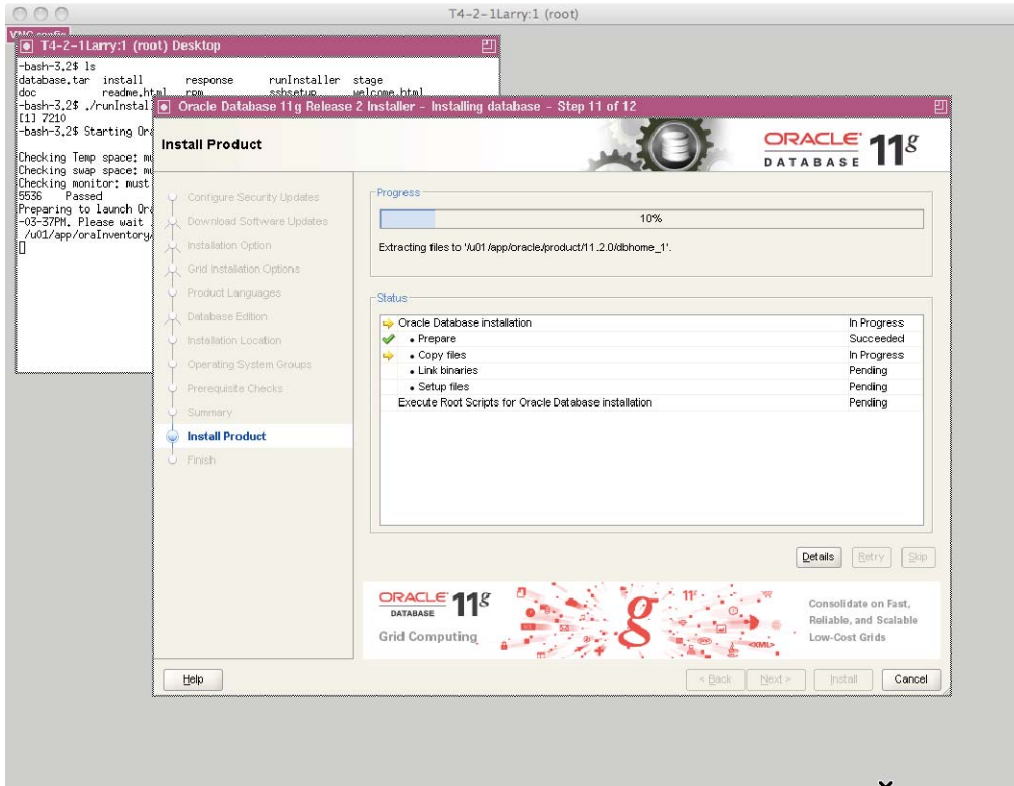 T4-2-1Larry:1 (root)
T4-2-1Larry:1 (root) Desktop
-bash-3.2$ ls
database.tar install response runInstaller stage
doc readme.html rpm sshsetup welcome.html
-bash-3.2$ ./runInstal
[1] 7210
-bash-3.2$ Starting Ora
Checking Temp space: mu
Checking swap space: mu
Checking monitor: must
5536 Passed
Preparing to launch Ora
-03-37PM. Please wait
/u01/app/oraInventory/
Oracle Database 11g Release 2 Installer - Installing database - Step 11 of 12
Install Product
ORACLE 11g
DATABASE
Configure Security Updates
Download Software Updates
Installation Option
Grid Installation Options
Product Languages
Database Edition
Installation Location
Operating System Groups
Prerequisite Checks
Summary
Install Product
Finish
Progress
10%
Extracting files to '/u01/app/oracle/product/11.2.0/dbhome_1'.
Status
Oracle Database installation In Progress
• Prepare Succeeded
• Copy files In Progress
• Link binaries Pending
• Setup files Pending
Execute Root Scripts for Oracle Database installation Pending
Details Retry Skip
ORACLE 11g
DATABASE
Grid Computing
g
11g
<XML>
Consolidate on Fast,
Reliable, and Scalable
Low-Cost Grids
Help < Back Next > Install Cancel